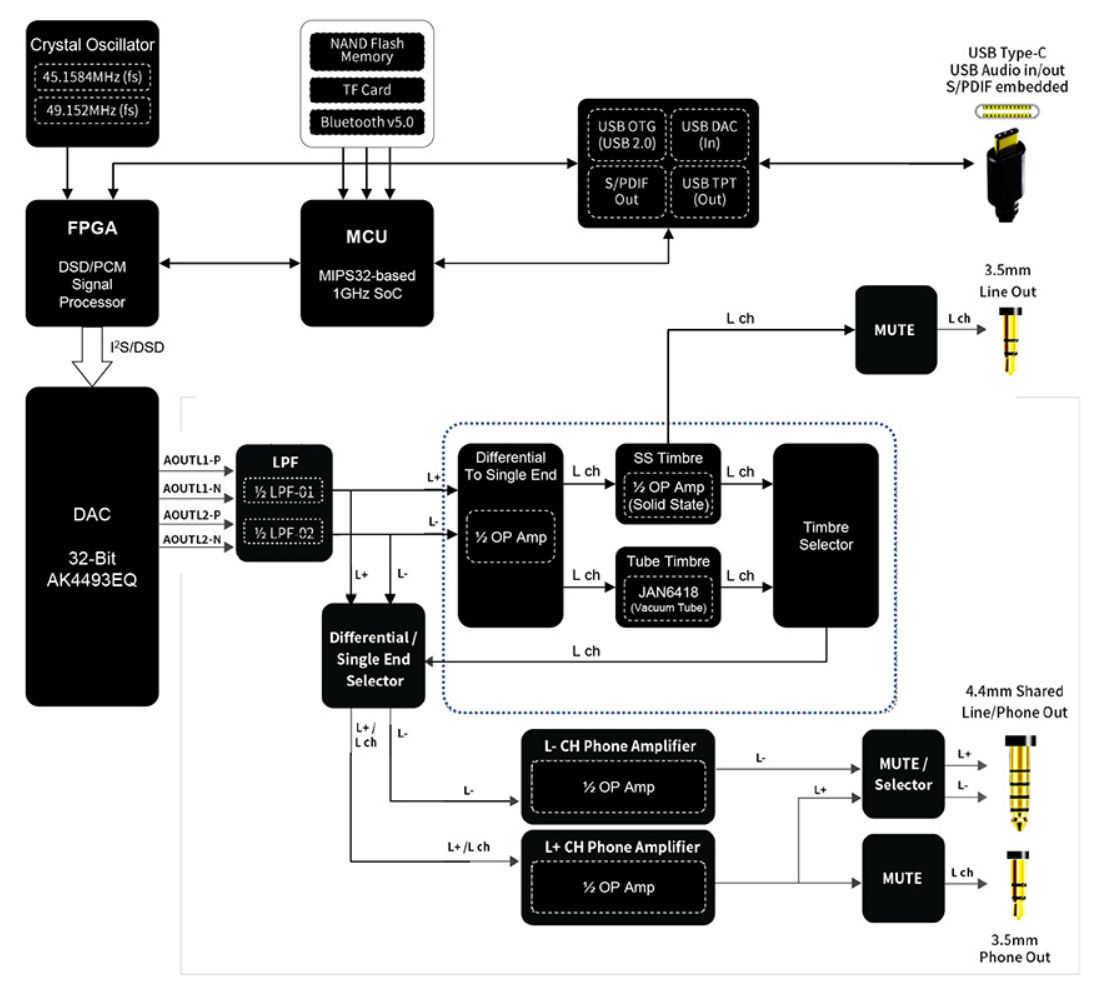 Crystal Oscillator
45.1584MHz (fs)
49.152MHz (fs)
NAND Flash
Memory
TF Card
Bluetooth v5.0
USB OTG
(USB 2.0)
USB DAC
(In)
S/PDIF
Out
USB TPT
(Out)
USB Type-C
USB Audio in/out
S/PDIF embedded
FPGA
DSD/PCM
Signal
Processor
MCU
MIPS32-based
1GHz SoC
I²S/DSD
3.5mm
Line Out
L ch
MUTE
L ch
DAC
32-Bit
AK4493EQ
AOUTL1-P
AOUTL1-N
AOUTL2-P
AOUTL2-N
LPF
½ LPF-01
½ LPF-02
L+
L-
Differential
To Single End
½ OP Amp
L ch
L ch
SS Timbre
½ OP Amp
(Solid State)
Tube Timbre
JAN6418
(Vacuum Tube)
L ch
L ch
Timbre
Selector
L+
L-
Differential /
Single End
Selector
L ch
L+ /
L ch
L-
L-
L+ /L ch
L- CH Phone Amplifier
½ OP Amp
L+ CH Phone Amplifier
½ OP Amp
L-
L+
MUTE /
Selector
L+
L-
4.4mm Shared
Line/Phone Out
MUTE
L ch
3.5mm
Phone Out